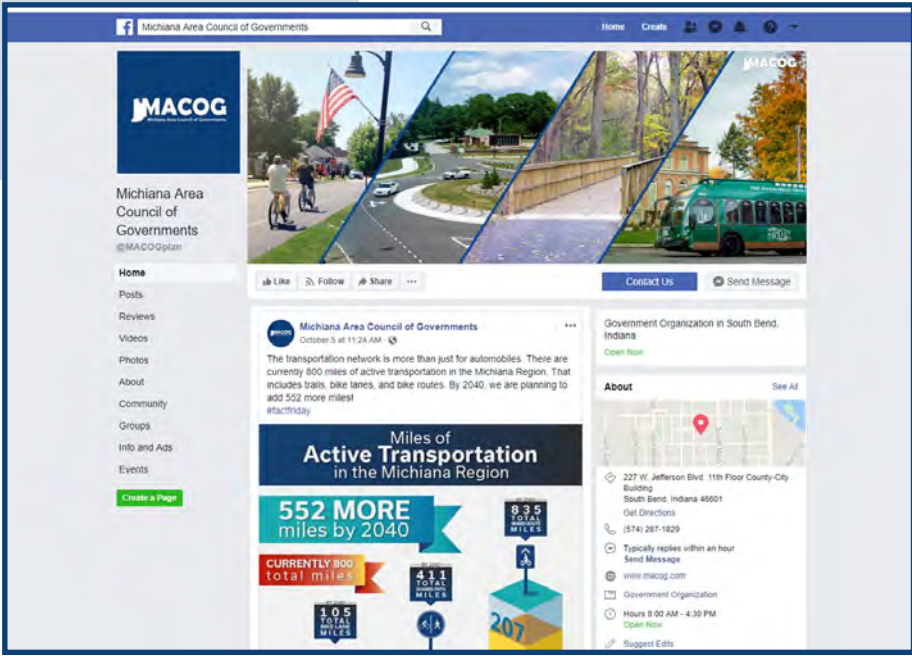 Michiana Area Council of Governments
Home Create
MACOG
Michiana Area Council of Governments
MACOG
Michiana Area
Council of
Governments
@MACOGplan
Home
Posts
Reviews
Videos
Photos
About
Community
Groups
Info and Ads
Events
Create a Page
Like Follow Share ...
Contact Us Send Message
Michiana Area Council of Governments ...
October 5 at 11:24 AM
The transportation network is more than just for automobiles. There are
currently 800 miles of active transportation in the Michiana Region. That
includes trails, bike lanes, and bike routes. By 2040, we are planning to
add 552 more miles!
#factfriday
Miles of
Active Transportation
in the Michiana Region
552 MORE
miles by 2040
CURRENTLY 800
total miles
BY 2040
835
TOTAL
MILES
BY 2040
411
TOTAL
SHARED PATH
MILES
BY 2040
105
TOTAL
BIKE LANE
MILES
207
Government Organization in South Bend,
Indiana
Open Now
About See All
227 W. Jefferson Blvd. 11th Floor County-City
Building
South Bend, Indiana 46601
Get Directions
(574) 287-1829
Typically replies within an hour
Send Message
www.macog.com
Government Organization
Hours 8:00 AM - 4:30 PM
Open Now
Suggest Edits